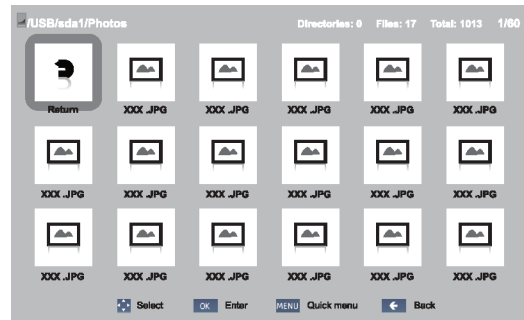 /USB/sda1/Photos Directories: 0 Files: 17 Total: 1013 1/60
Return XXX .JPG XXX .JPG XXX .JPG XXX .JPG XXX .JPG
XXX .JPG XXX .JPG XXX .JPG XXX .JPG XXX .JPG XXX .JPG
XXX .JPG XXX .JPG XXX .JPG XXX .JPG XXX .JPG XXX .JPG
Select OK Enter MENU Quick menu Back